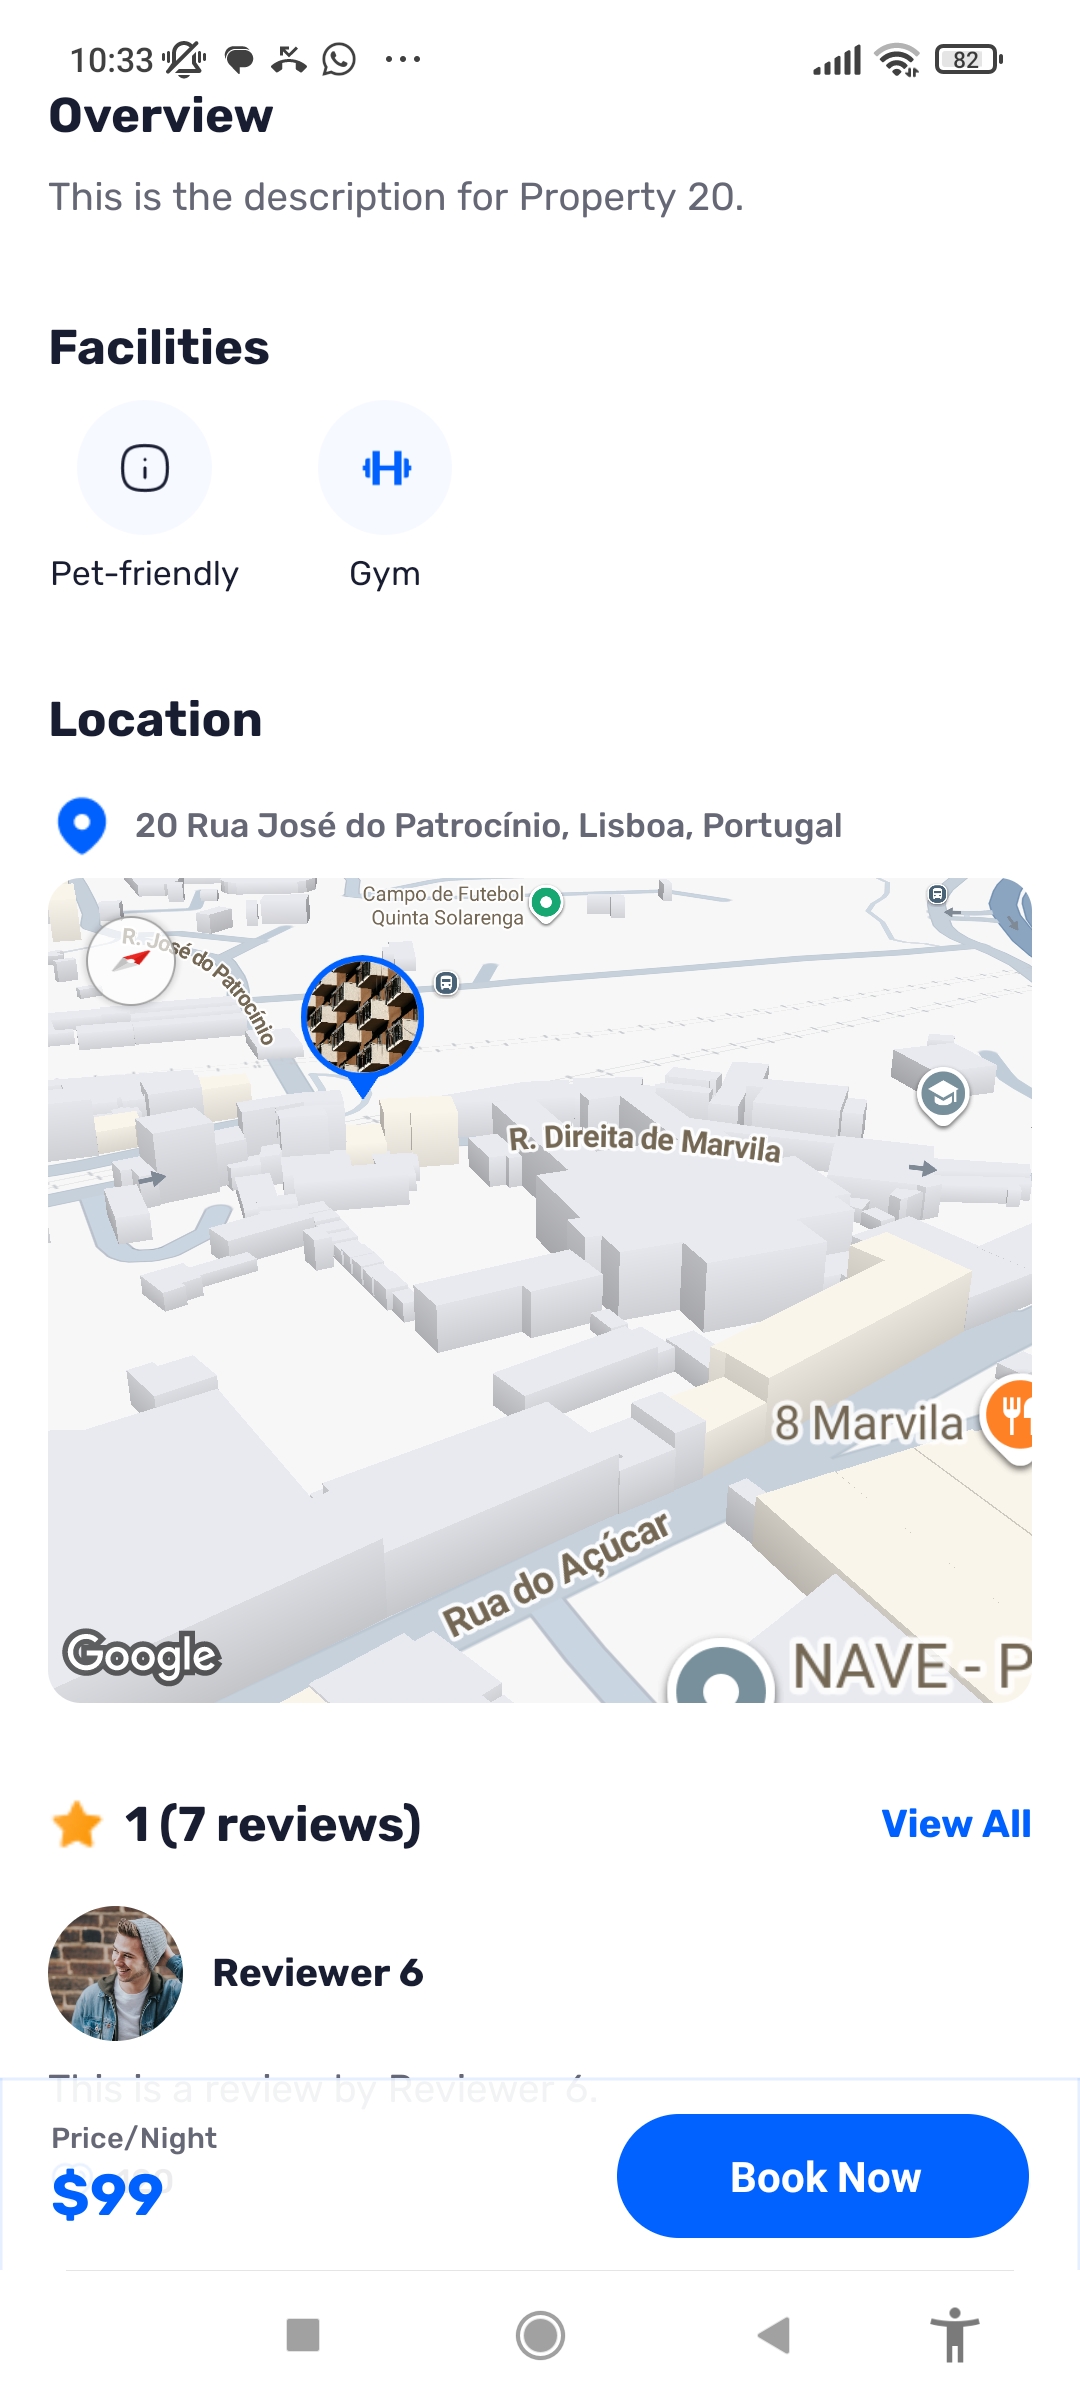 10:33
82
Overview
This is the description for Property 20.
Facilities
Pet-friendly
Gym
Location
20 Rua José do Patrocínio, Lisboa, Portugal
Campo de Futebol
Quinta Solarenga
R. José do Patrocínio
R. Direita de Marvila
8 Marvila
Rua do Açúcar
Google
NAVE - P
1 (7 reviews)
View All
Reviewer 6
This is a review by Reviewer 6.
Price/Night
$99
Book Now